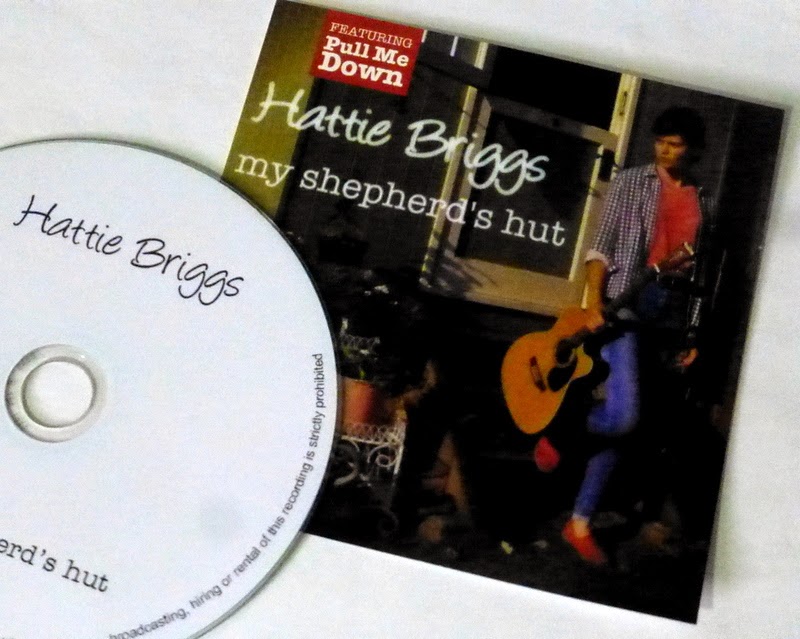 FEATURING
Pull Me
Down
Hattie Briggs
my shepherd's hut
Hattie Briggs
erd's hut
broadcasting, hiring or rental of this recording is strictly prohibited